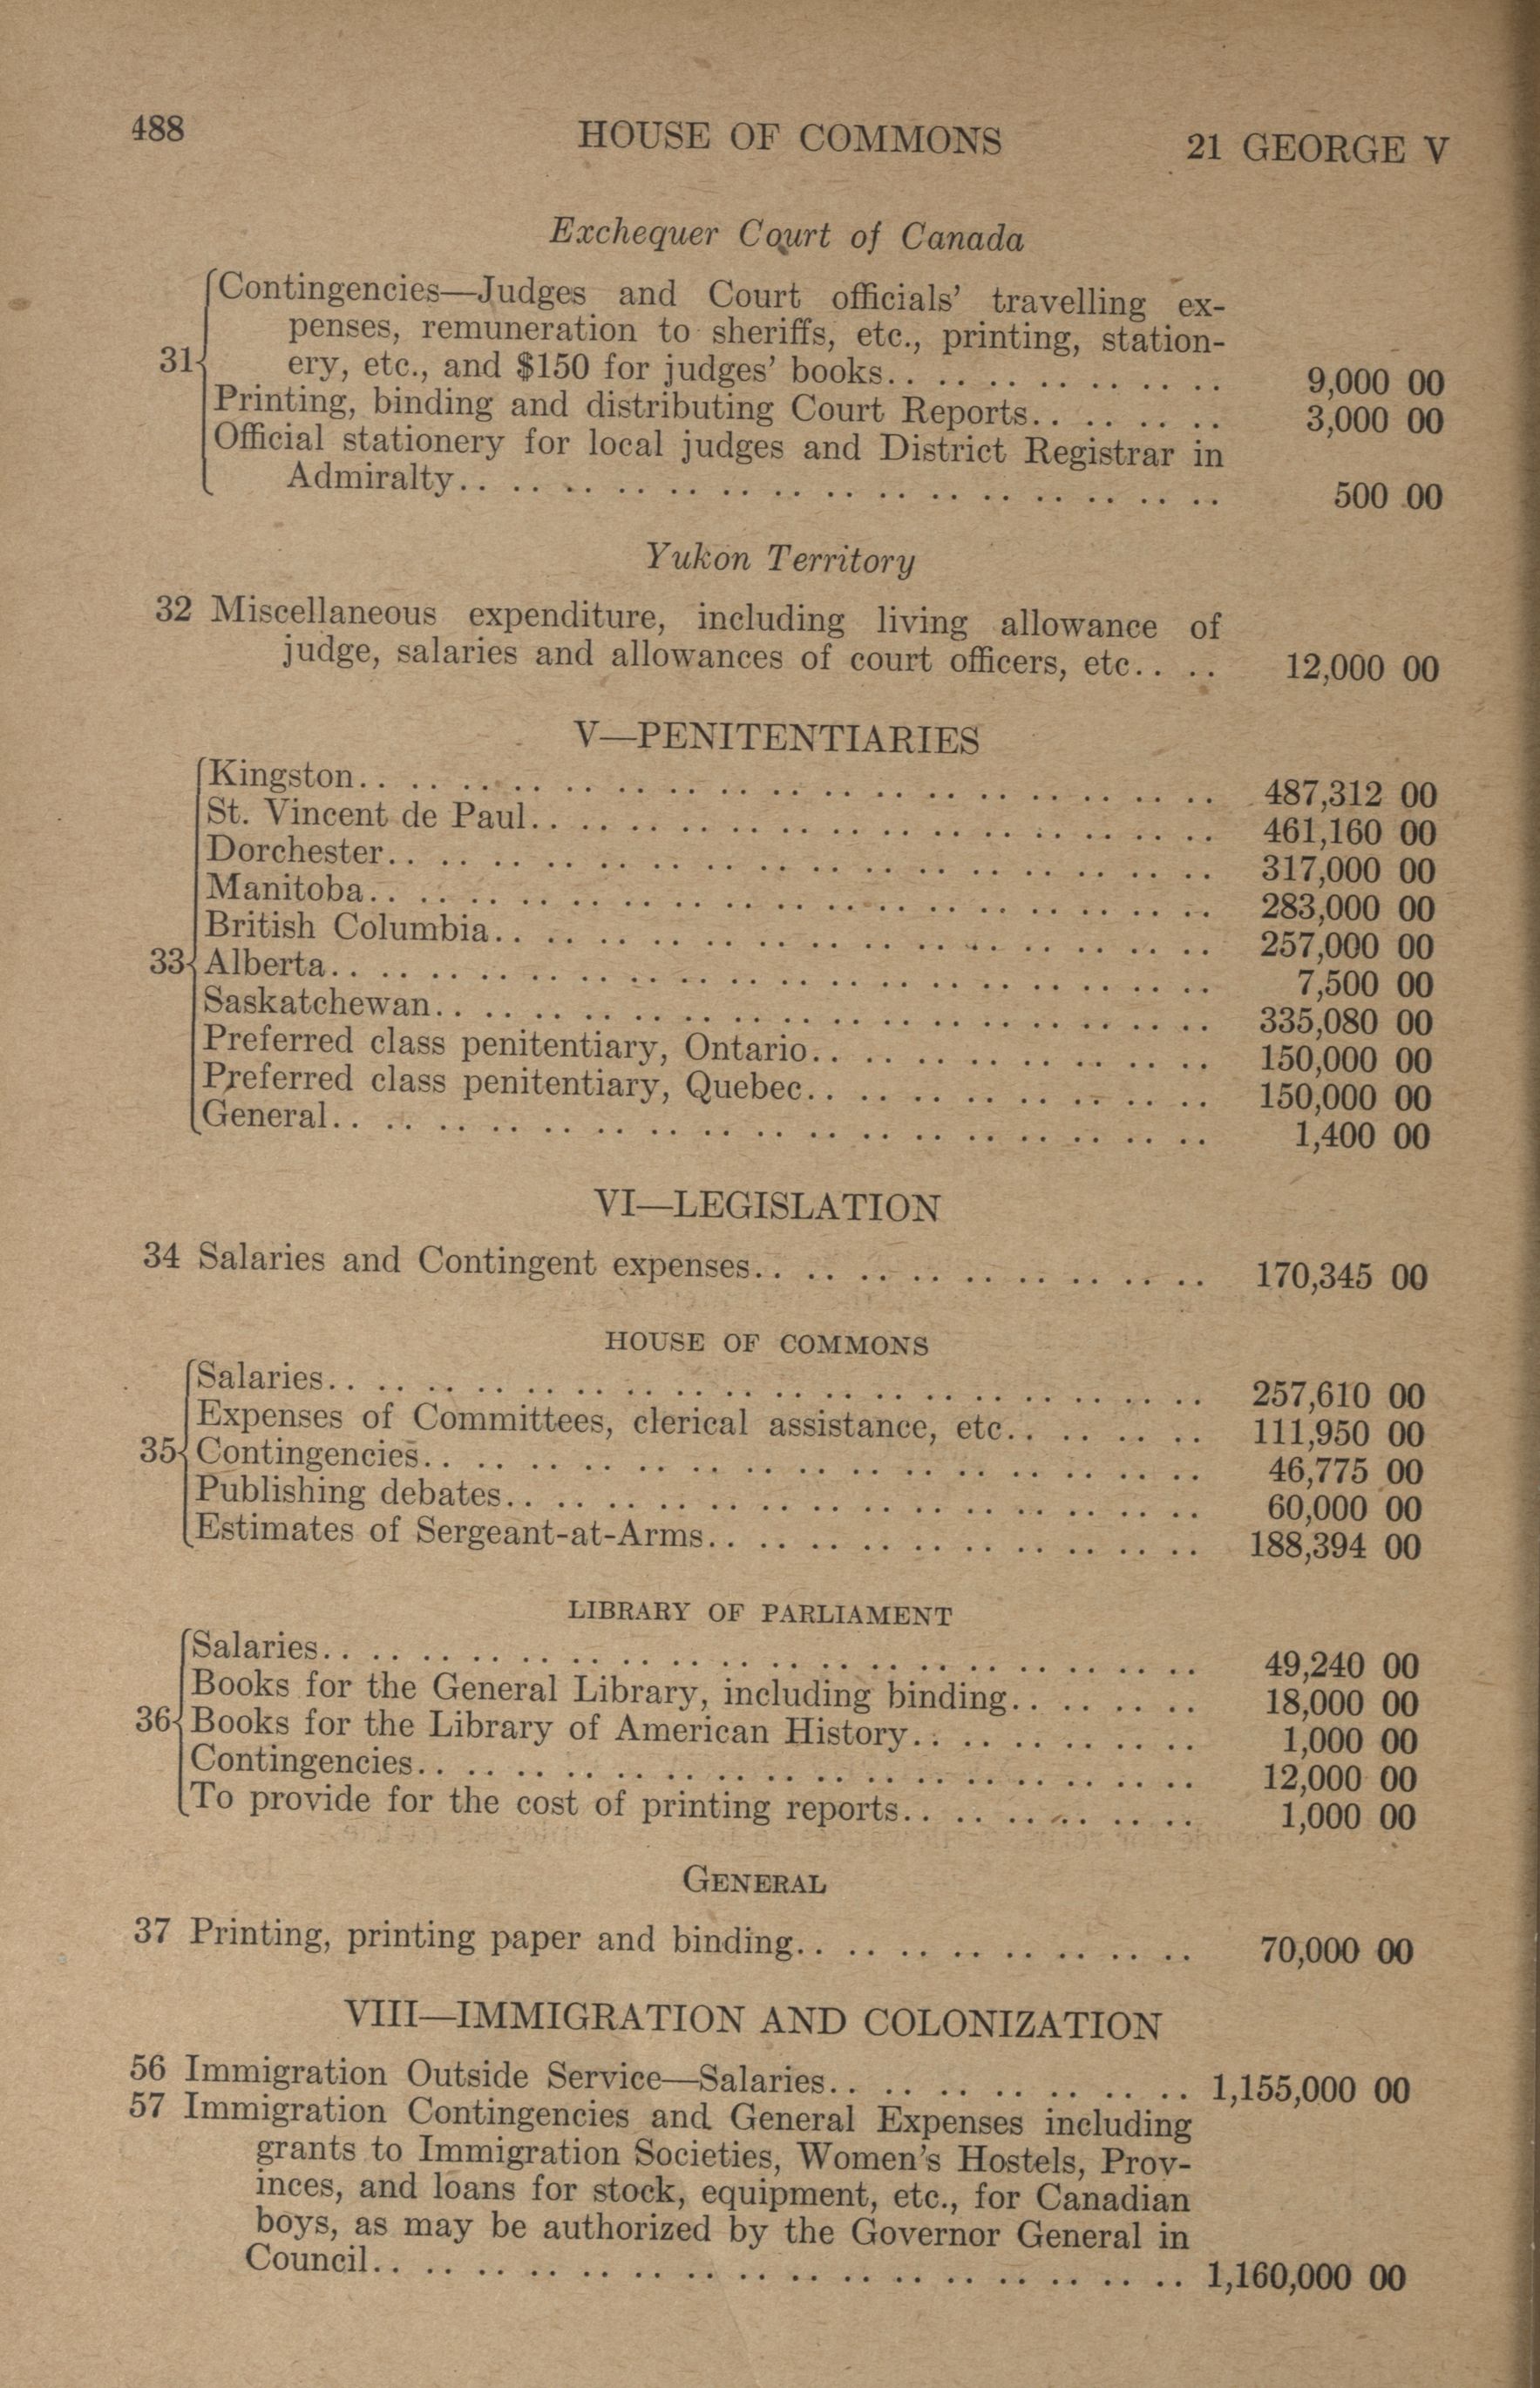 488 HOUSE OF COMMONS 21 GEORGE V
Exchequer Court of Canada
Contingencies—Judges and Court officials' travelling ex-
penses, remuneration to sheriffs, etc., printing, station-
31 ery, etc., and $150 for judges' books.. .. .. .. .. .. .. 9,000 00
Printing, binding and distributing Court Reports.. .. .. .. 3,000 00
Official stationery for local judges and District Registrar in
Admiralty.. .. .. .. .. .. .. .. .. .. .. .. .. .. .. 500 00
Yukon Territory
32 Miscellaneous expenditure, including living allowance of
judge, salaries and allowances of court officers, etc.. .. 12,000 00
V—PENITENTIARIES
Kingston.. .. .. .. .. .. .. .. .. .. .. .. .. .. .. .. .. 487,312 00
St. Vincent de Paul.. .. .. .. .. .. .. .. .. .. .. .. .. .. 461,160 00
Dorchester.. .. .. .. .. .. .. .. .. .. .. .. .. .. .. .. 317,000 00
Manitoba.. .. .. .. .. .. .. .. .. .. .. .. .. .. .. .. .. 283,000 00
British Columbia.. .. .. .. .. .. .. .. .. .. .. .. .. .. 257,000 00
33 Alberta.. .. .. .. .. .. .. .. .. .. .. .. .. .. .. .. .. 7,500 00
Saskatchewan.. .. .. .. .. .. .. .. .. .. .. .. .. .. .. .. 335,080 00
Preferred class penitentiary, Ontario.. .. .. .. .. .. .. .. 150,000 00
Preferred class penitentiary, Quebec.. .. .. .. .. .. .. .. 150,000 00
General.. .. .. .. .. .. .. .. .. .. .. .. .. .. .. .. .. 1,400 00
VI—LEGISLATION
34 Salaries and Contingent expenses.. .. .. .. .. .. .. .. .. 170,345 00
HOUSE OF COMMONS
Salaries.. .. .. .. .. .. .. .. .. .. .. .. .. .. .. .. .. .. 257,610 00
Expenses of Committees, clerical assistance, etc.. .. .. .. 111,950 00
35 Contingencies.. .. .. .. .. .. .. .. .. .. .. .. .. .. .. 46,775 00
Publishing debates.. .. .. .. .. .. .. .. .. .. .. .. .. .. 60,000 00
Estimates of Sergeant-at-Arms.. .. .. .. .. .. .. .. .. .. 188,394 00
LIBRARY OF PARLIAMENT
Salaries.. .. .. .. .. .. .. .. .. .. .. .. .. .. .. .. .. .. 49,240 00
Books for the General Library, including binding.. .. .. .. 18,000 00
36 Books for the Library of American History.. .. .. .. .. .. 1,000 00
Contingencies.. .. .. .. .. .. .. .. .. .. .. .. .. .. .. .. 12,000 00
To provide for the cost of printing reports.. .. .. .. .. .. 1,000 00
GENERAL
37 Printing, printing paper and binding.. .. .. .. .. .. .. .. 70,000 00
VIII—IMMIGRATION AND COLONIZATION
56 Immigration Outside Service—Salaries.. .. .. .. .. .. .. 1,155,000 00
57 Immigration Contingencies and General Expenses including
grants to Immigration Societies, Women's Hostels, Prov-
inces, and loans for stock, equipment, etc., for Canadian
boys, as may be authorized by the Governor General in
Council.. .. .. .. .. .. .. .. .. .. .. .. .. .. .. .. 1,160,000 00